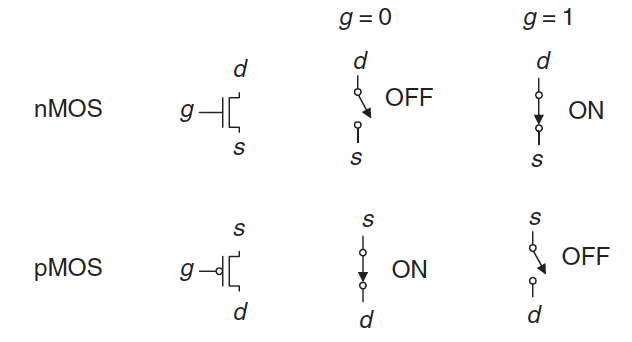 g = 0 g = 1
d d d
nMOS g OFF ON
s s s
s s s
pMOS g ON OFF
d d d